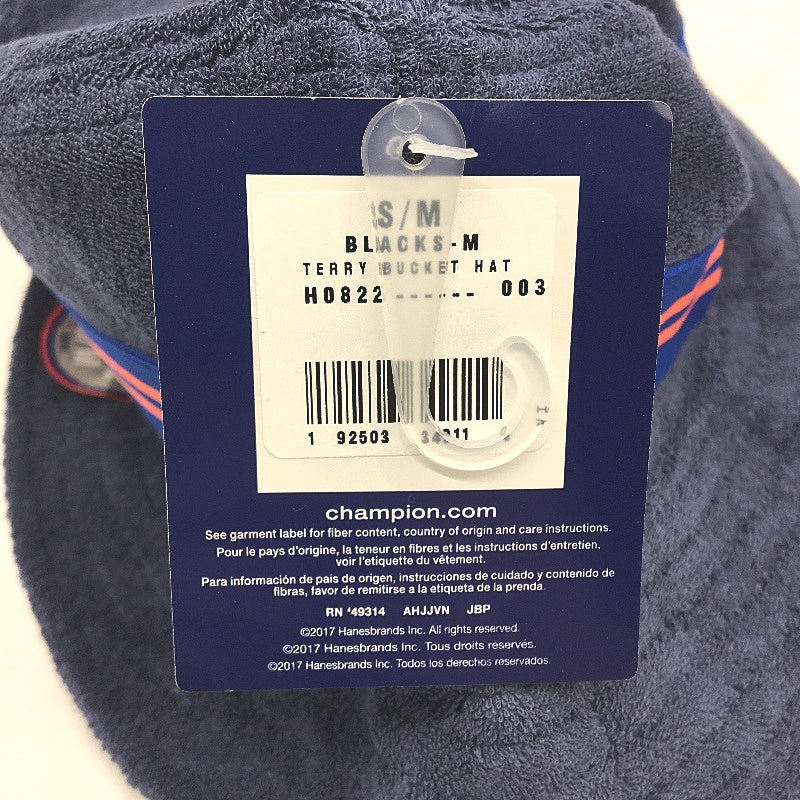 S/M
BLACKS-M
TERRY BUCKET HAT
H0822 ------ 003
1 92503 34911
champion.com
See garment label for fiber content, country of origin and care instructions.
Pour le pays d'origine, la teneur en fibres et les instructions d'entretien,
voir l'etiquette du vêtement.
Para información de pais de origen, instrucciones de cuidado y contenido de
fibras, favor de remitirse a la etiqueta de la prenda.
RN *49314 AHJJVN JBP
©2017 Hanesbrands Inc. All rights reserved.
©2017 Hanesbrands Inc. Tous droits réservés.
©2017 Hanesbrands Inc. Todos los derechos reservados.